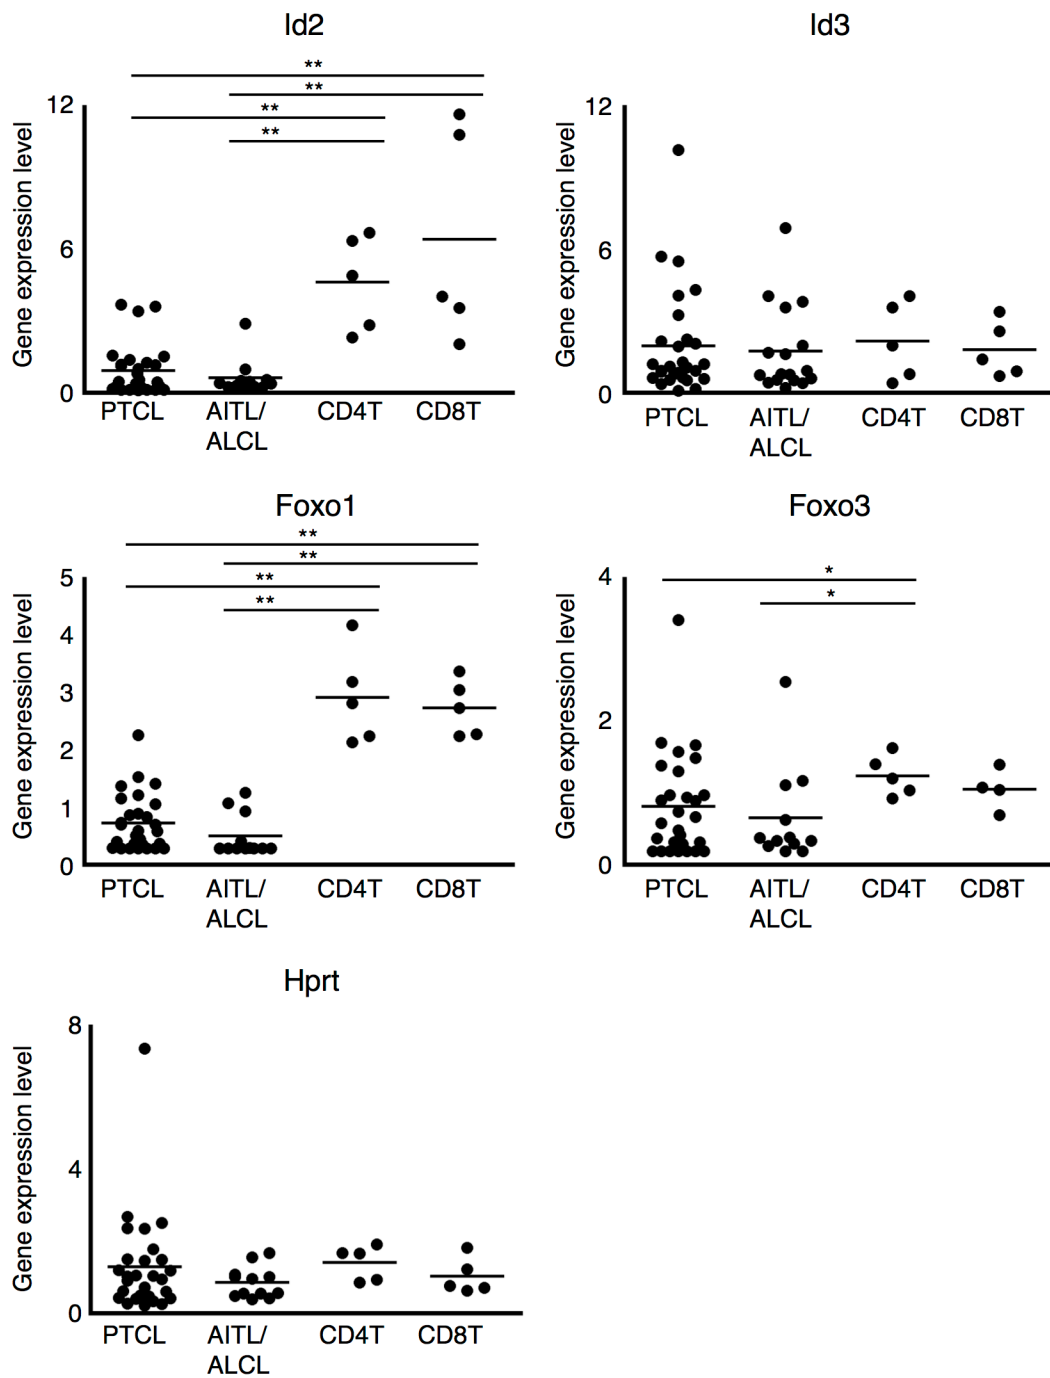 Id2
**
**
**
**
12
6
0
Gene expression level
PTCL
AITL/
ALCL
CD4T
CD8T
Id3
12
6
0
Gene expression level
PTCL
AITL/
ALCL
CD4T
CD8T
Foxo1
**
**
**
**
5
4
3
2
1
0
Gene expression level
PTCL
AITL/
ALCL
CD4T
CD8T
Foxo3
*
*
4
2
0
Gene expression level
PTCL
AITL/
ALCL
CD4T
CD8T
Hprt
8
4
0
Gene expression level
PTCL
AITL/
ALCL
CD4T
CD8T